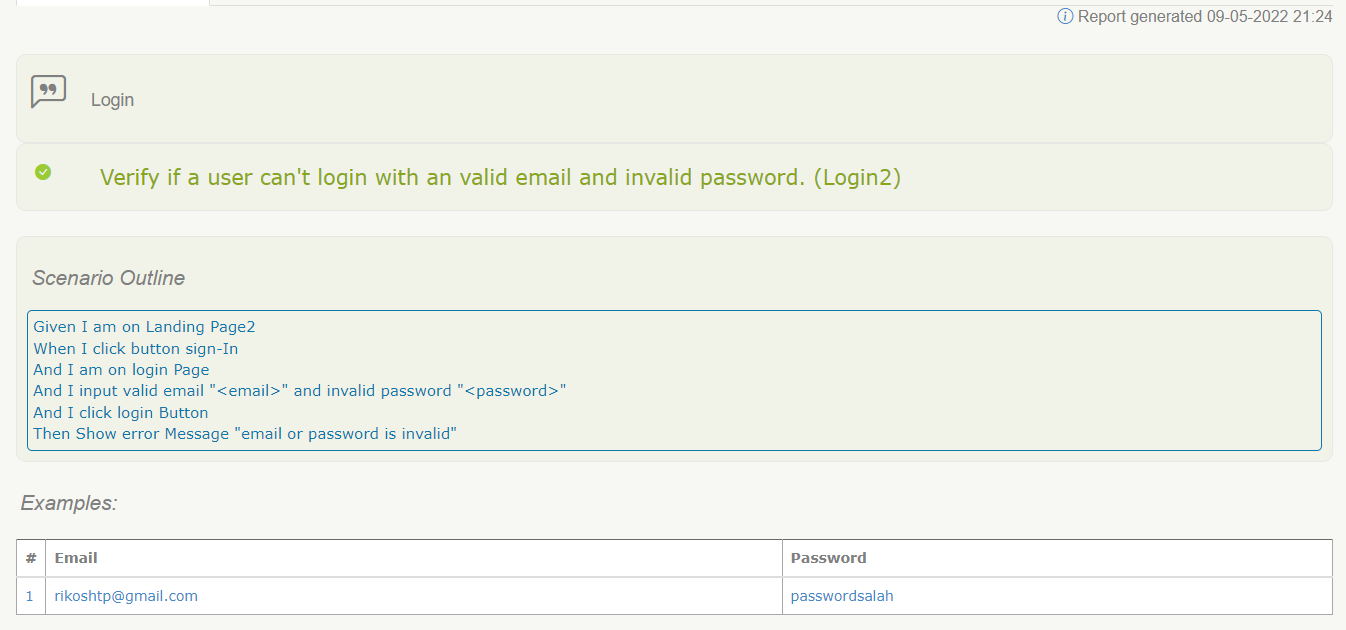 Report generated 09-05-2022 21:24
Login
Verify if a user can't login with an valid email and invalid password. (Login2)
Scenario Outline
Given I am on Landing Page2
When I click button sign-In
And I am on login Page
And I input valid email "<email>" and invalid password "<password>"
And I click login Button
Then Show error Message "email or password is invalid"
Examples:
# Email Password
1 rikoshtp@gmail.com passwordsalah